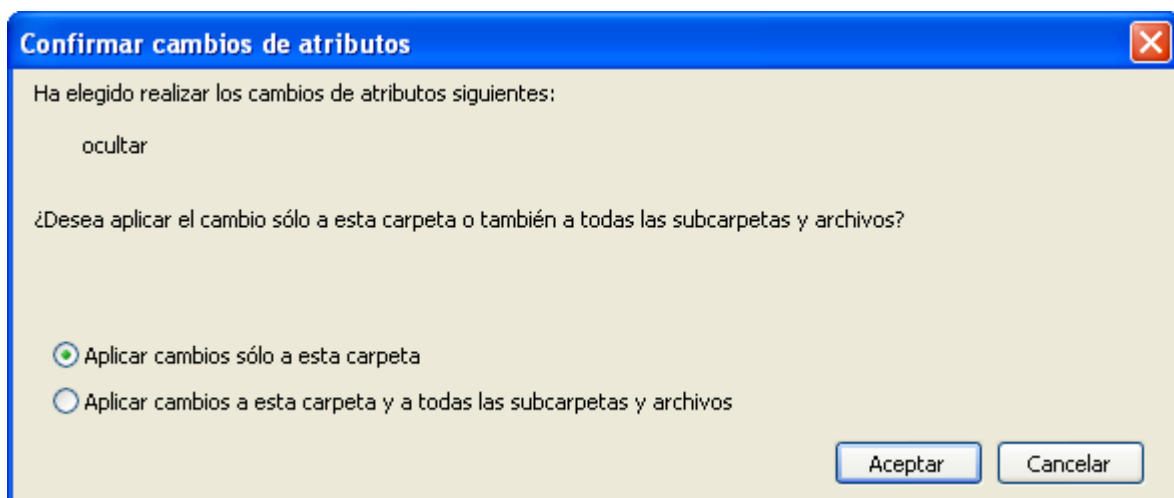 Confirmar cambios de atributos
Ha elegido realizar los cambios de atributos siguientes:
ocultar
¿Desea aplicar el cambio sólo a esta carpeta o también a todas las subcarpetas y archivos?
Aplicar cambios sólo a esta carpeta
Aplicar cambios a esta carpeta y a todas las subcarpetas y archivos
Aceptar Cancelar